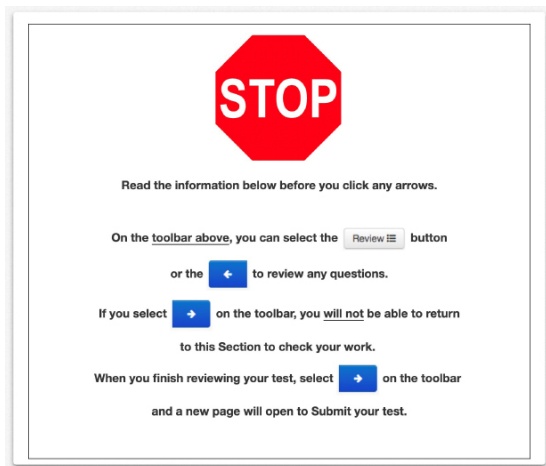 STOP
Read the information below before you click any arrows.
On the toolbar above, you can select the Review button
or the to review any questions.
If you select on the toolbar, you will not be able to return
to this Section to check your work.
When you finish reviewing your test, select on the toolbar
and a new page will open to Submit your test.